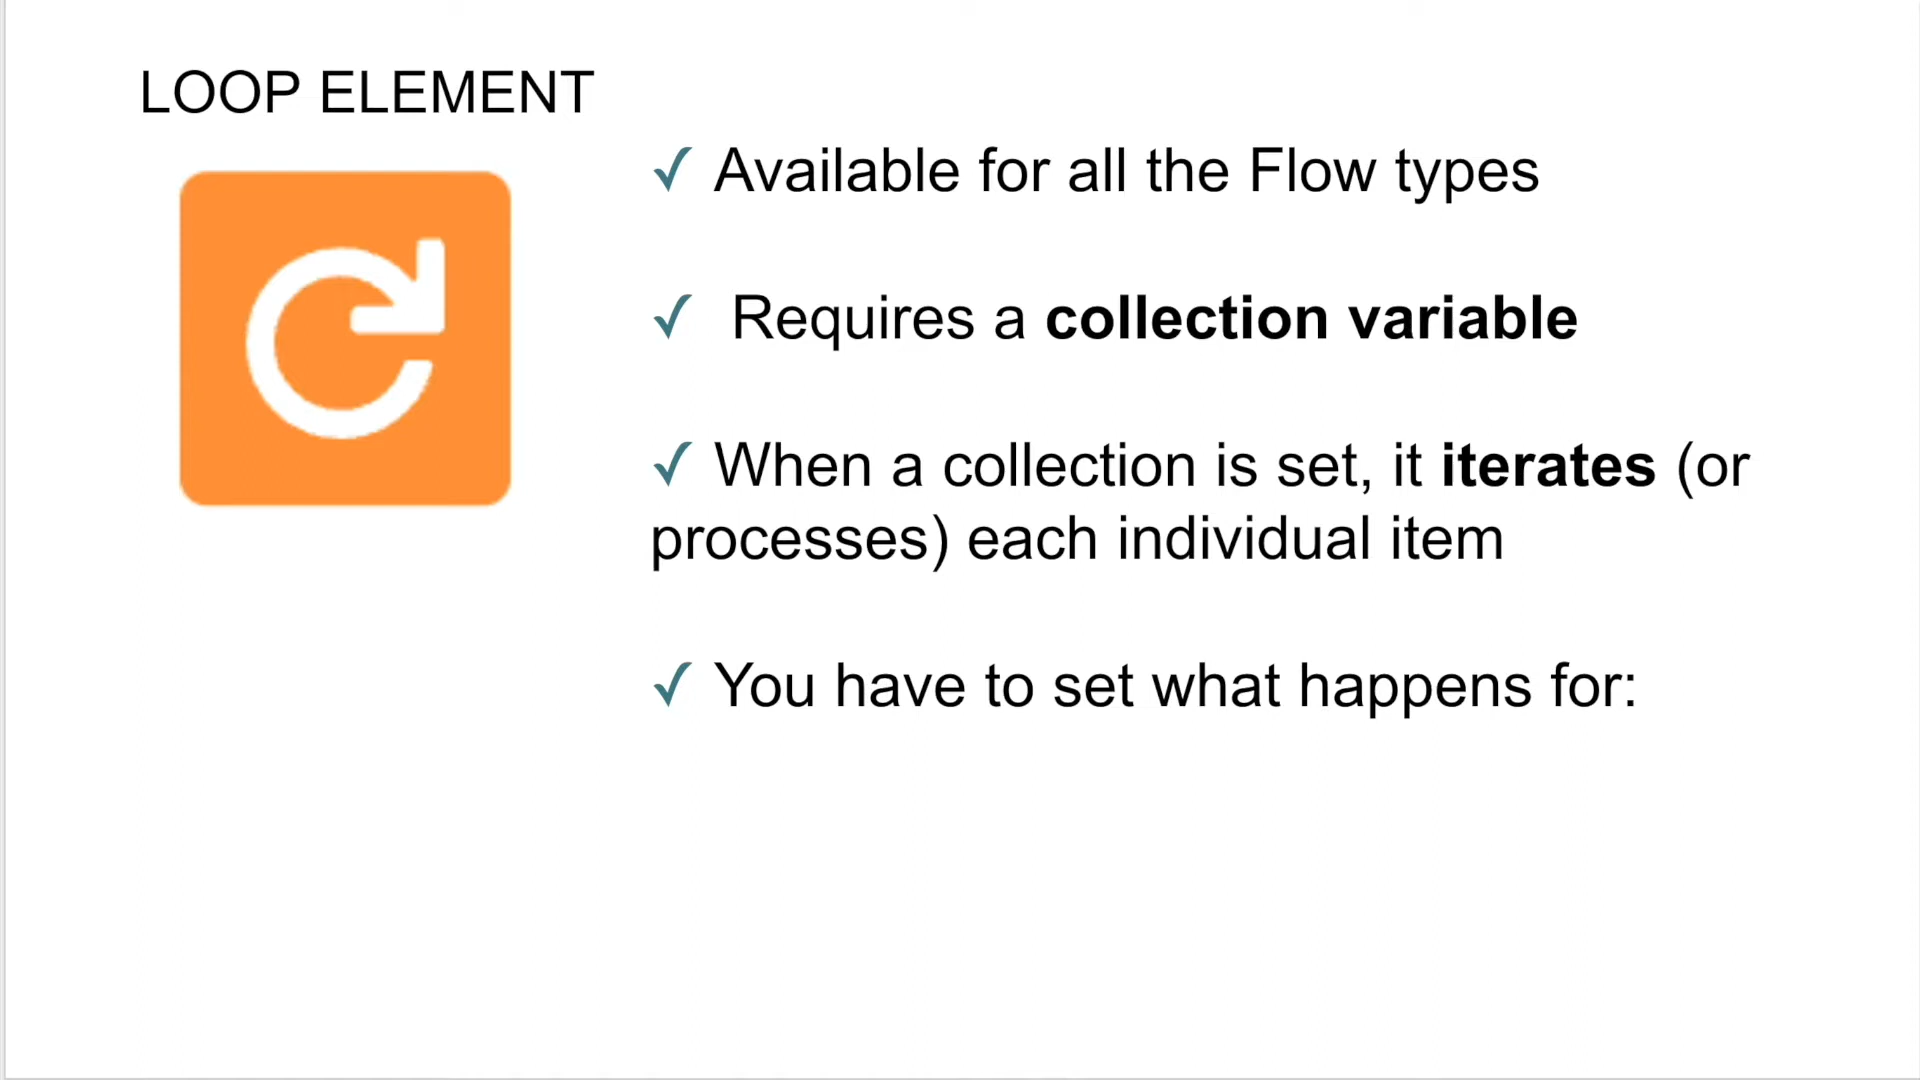 LOOP ELEMENT
✓ Available for all the Flow types
✓ Requires a collection variable
✓ When a collection is set, it iterates (or
processes) each individual item
✓ You have to set what happens for: